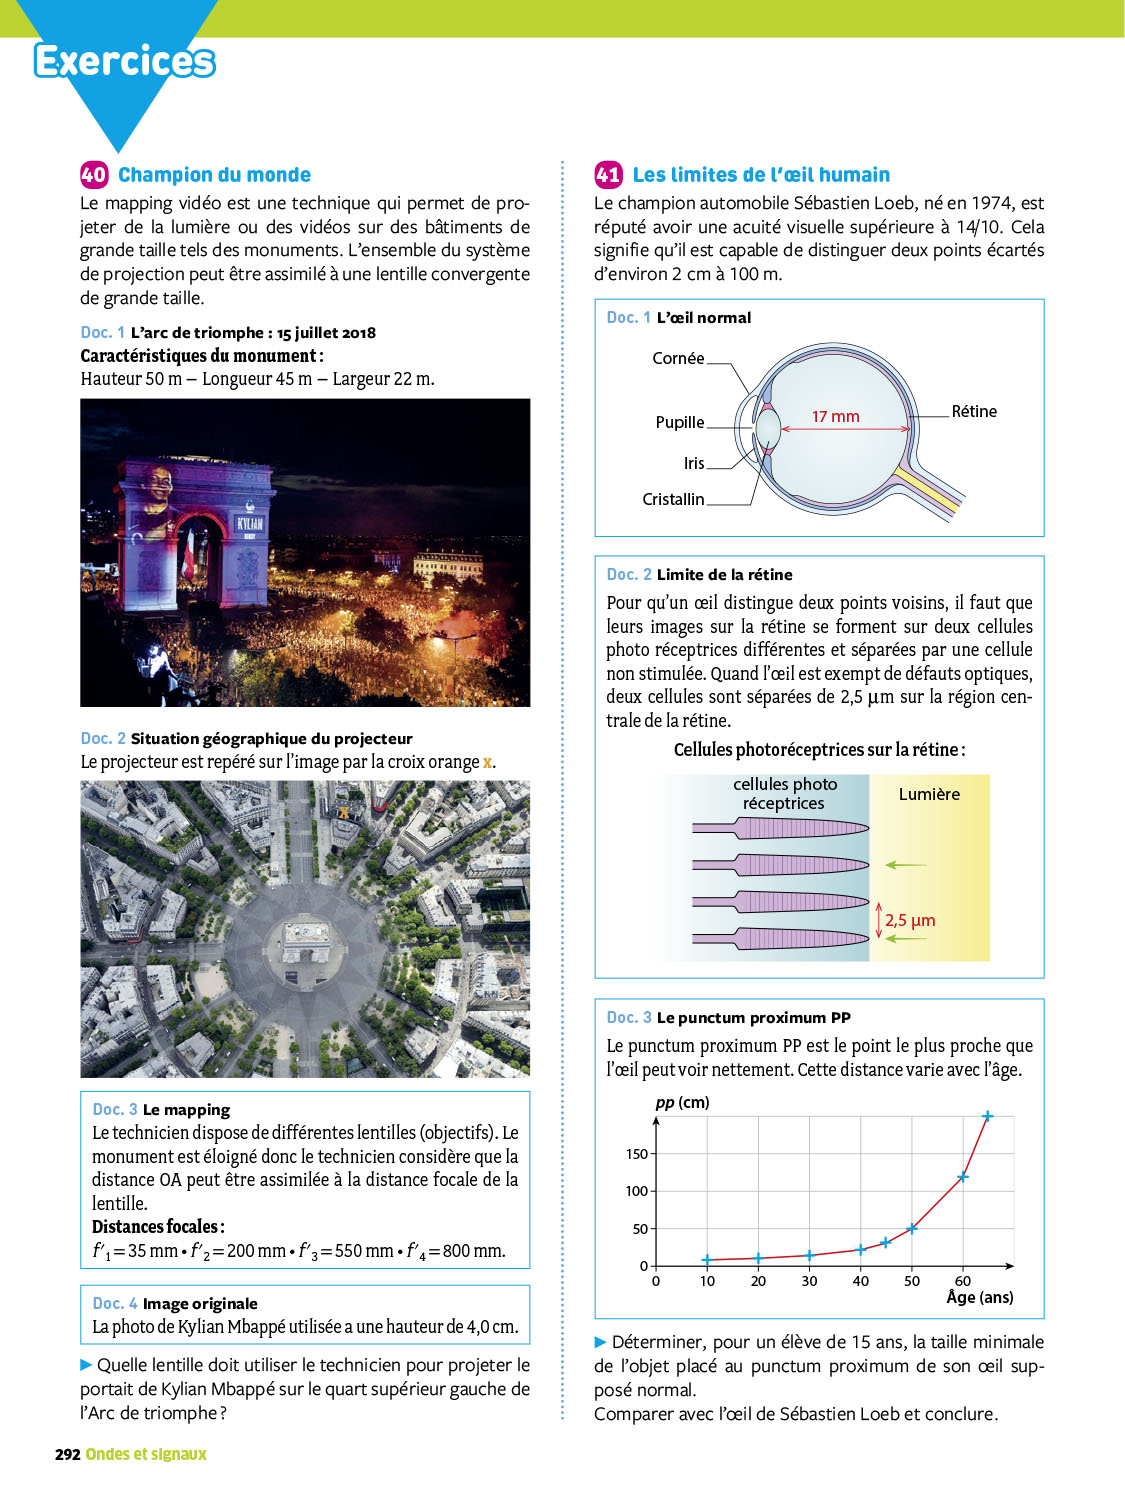 Exercices
40 Champion du monde
Le mapping vidéo est une technique qui permet de pro-
jeter de la lumière ou des vidéos sur des bâtiments de
grande taille tels des monuments. L'ensemble du système
de projection peut être assimilé à une lentille convergente
de grande taille.
Doc. 1 L'arc de triomphe : 15 juillet 2018
Caractéristiques du monument :
Hauteur 50 m – Longueur 45 m – Largeur 22 m.
KYLIAN
Doc. 2 Situation géographique du projecteur
Le projecteur est repéré sur l'image par la croix orange x.
X
Doc. 3 Le mapping
Le technicien dispose de différentes lentilles (objectifs). Le
monument est éloigné donc le technicien considère que la
distance OA peut être assimilée à la distance focale de la
lentille.
Distances focales :
f'₁ = 35 mm • f'₂ = 200 mm • f'₃ = 550 mm • f'₄ = 800 mm.
Doc. 4 Image originale
La photo de Kylian Mbappé utilisée a une hauteur de 4,0 cm.
► Quelle lentille doit utiliser le technicien pour projeter le
portait de Kylian Mbappé sur le quart supérieur gauche de
l'Arc de triomphe ?
41 Les limites de l'œil humain
Le champion automobile Sébastien Loeb, né en 1974, est
réputé avoir une acuité visuelle supérieure à 14/10. Cela
signifie qu'il est capable de distinguer deux points écartés
d'environ 2 cm à 100 m.
Doc. 1 L'œil normal
Cornée
Pupille
Iris
Cristallin
17 mm
Rétine
Doc. 2 Limite de la rétine
Pour qu'un œil distingue deux points voisins, il faut que
leurs images sur la rétine se forment sur deux cellules
photo réceptrices différentes et séparées par une cellule
non stimulée. Quand l'œil est exempt de défauts optiques,
deux cellules sont séparées de 2,5 µm sur la région cen-
trale de la rétine.
Cellules photoréceptrices sur la rétine :
cellules photo
réceptrices
Lumière
2,5 µm
Doc. 3 Le punctum proximum PP
Le punctum proximum PP est le point le plus proche que
l'œil peut voir nettement. Cette distance varie avec l'âge.
pp (cm)
150
100
50
0
0 10 20 30 40 50 60
Âge (ans)
► Déterminer, pour un élève de 15 ans, la taille minimale
de l'objet placé au punctum proximum de son œil sup-
posé normal.
Comparer avec l'œil de Sébastien Loeb et conclure.
292 Ondes et signaux